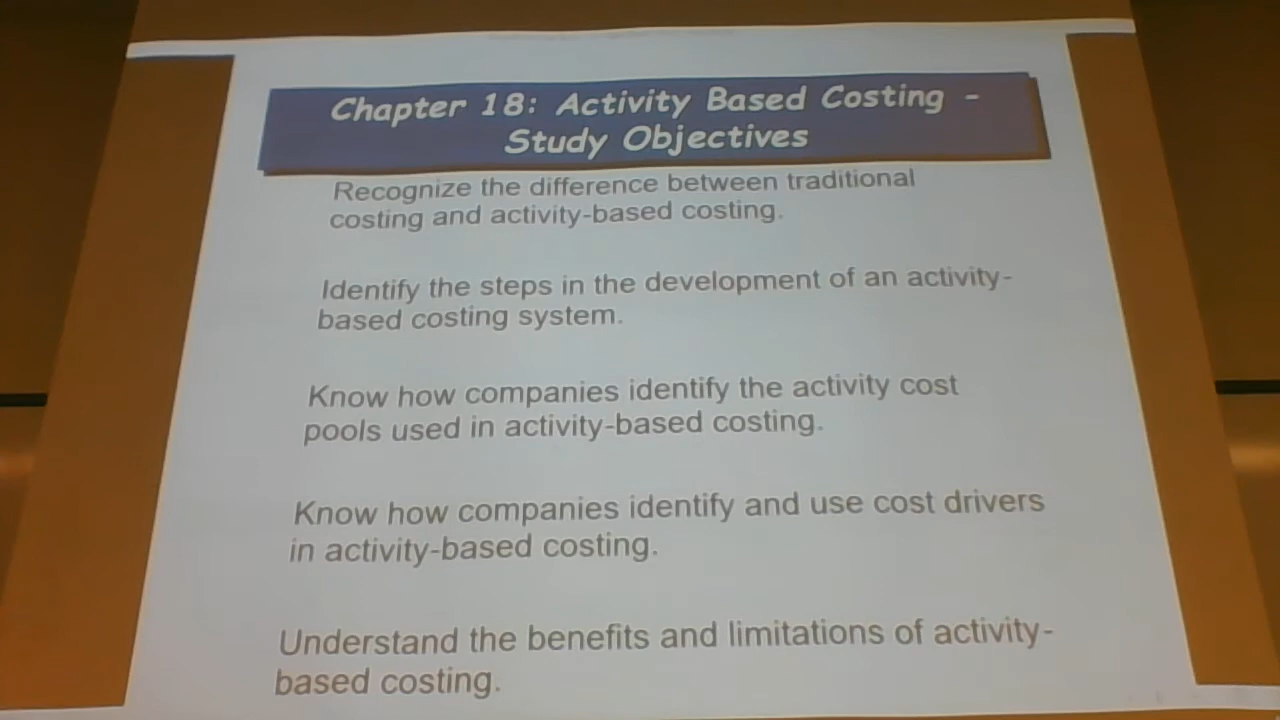 Chapter 18: Activity Based Costing -
Study Objectives
Recognize the difference between traditional
costing and activity-based costing.
Identify the steps in the development of an activity-
based costing system.
Know how companies identify the activity cost
pools used in activity-based costing.
Know how companies identify and use cost drivers
in activity-based costing.
Understand the benefits and limitations of activity-
based costing.